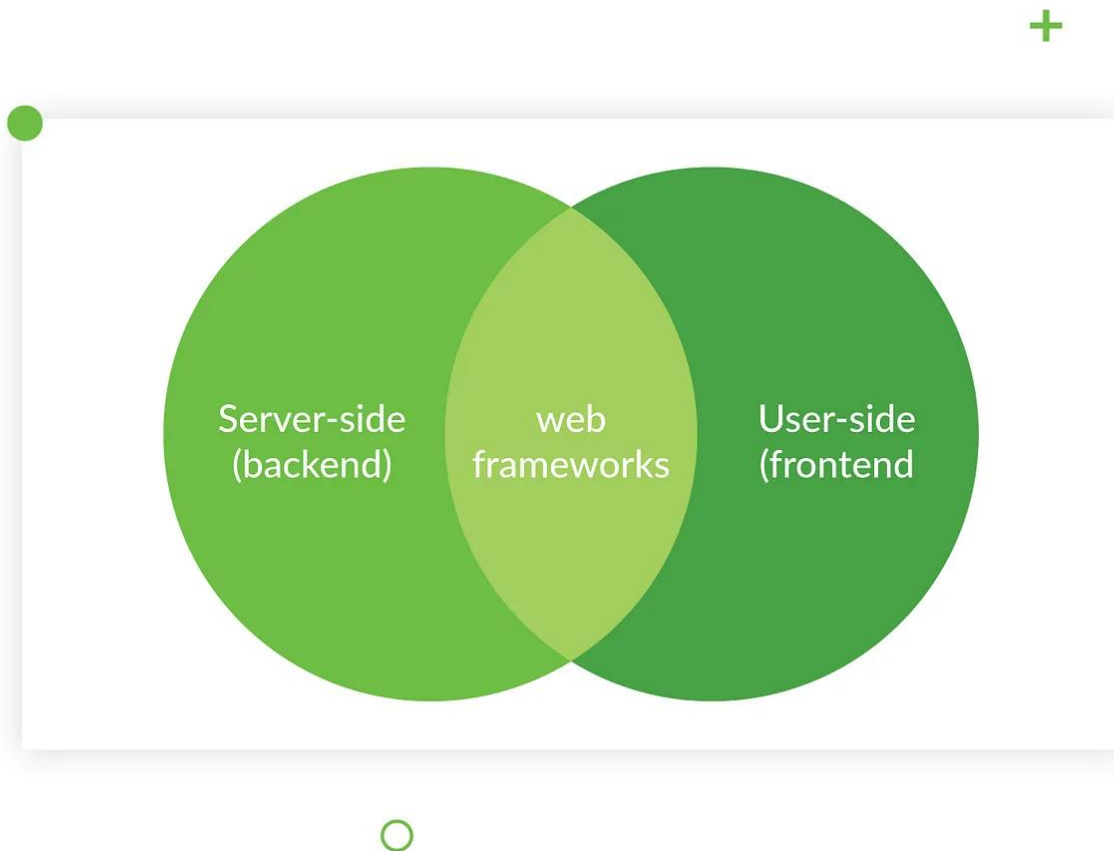 Server-side
(backend)
web
frameworks
User-side
(frontend